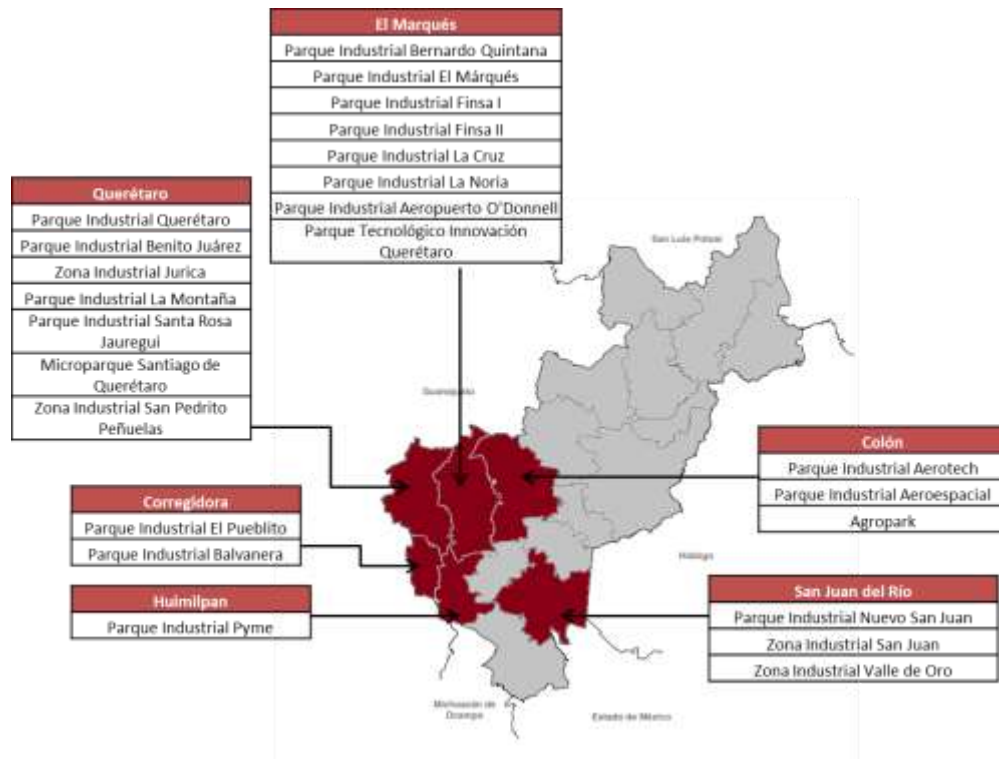 El Marqués
Parque Industrial Bernardo Quintana
Parque Industrial El Márqués
Parque Industrial Finsa I
Parque Industrial Finsa II
Parque Industrial La Cruz
Parque Industrial La Noria
Parque Industrial Aeropuerto O'Donnell
Parque Tecnológico Innovación
Querétaro
Querétaro
Parque Industrial Querétaro
Parque Industrial Benito Juárez
Zona Industrial Jurica
Parque Industrial La Montaña
Parque Industrial Santa Rosa
Jauregui
Microparque Santiago de
Querétaro
Zona Industrial San Pedrito
Peñuelas
San Luis Potosí
Guanajuato
Colón
Parque Industrial Aerotech
Parque Industrial Aeroespacial
Agropark
Corregidora
Parque Industrial El Pueblito
Parque Industrial Balvanera
Hidalgo
Huimilpan
Parque Industrial Pyme
San Juan del Río
Parque Industrial Nuevo San Juan
Zona Industrial San Juan
Zona Industrial Valle de Oro
Michoacán de
Ocampo
Estado de México